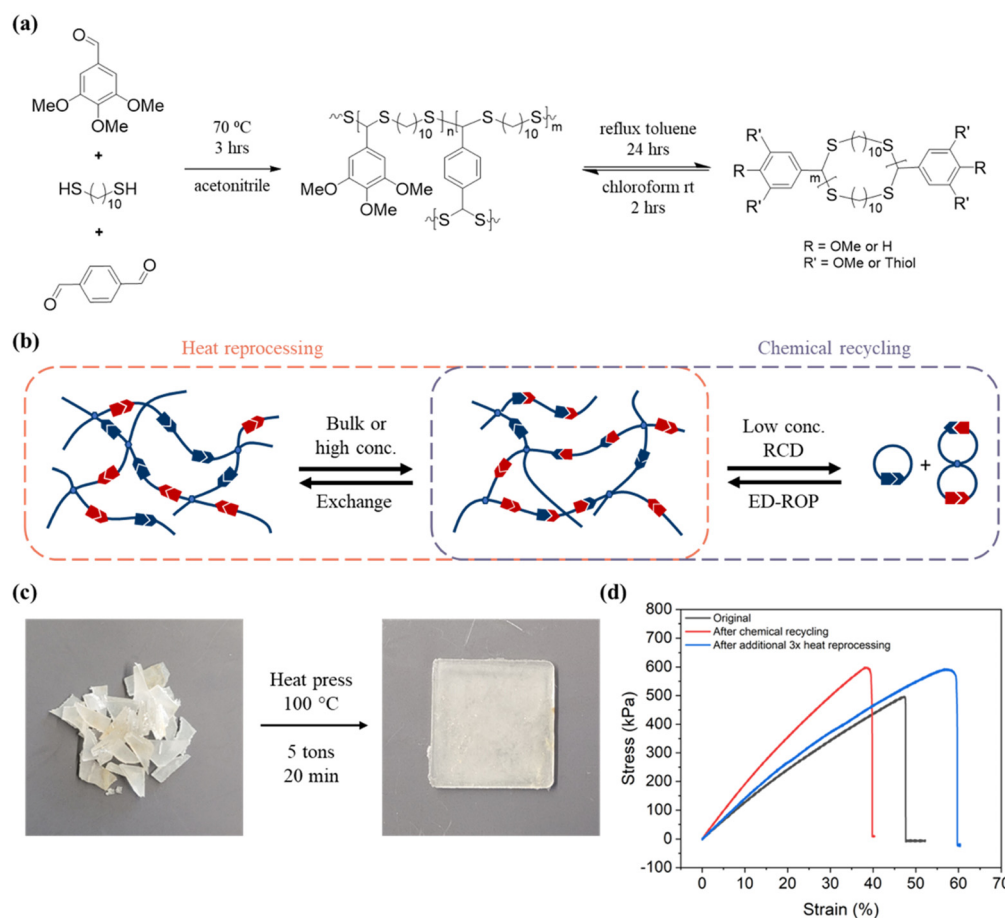 (a)
O
MeO
OMe
OMe
+
HS
SH
10
+
O
O
70 ºC
3 hrs
acetonitrile
S
S
S
10
n
S
S
10
m
MeO
OMe
OMe
S
S
reflux toluene
24 hrs
chloroform rt
2 hrs
R'
R
R'
m
S
S
10
S
S
10
R'
R
R'
R = OMe or H
R' = OMe or Thiol
(b)
Heat reprocessing
Chemical recycling
Bulk or
high conc.
Exchange
Low conc.
RCD
ED-ROP
+
(c)
Heat press
100 °C
5 tons
20 min
(d)
Original
After chemical recycling
After additional 3x heat reprocessing
Stress (kPa)
800
700
600
500
400
300
200
100
0
-100
0
10
20
30
40
50
60
70
Strain (%)